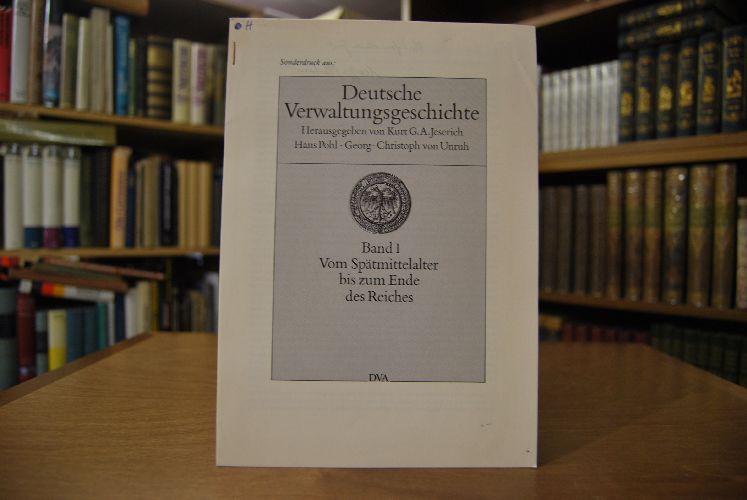 H
Sonderdruck aus:
Deutsche
Verwaltungsgeschichte
Herausgegeben von Kurt G. A. Jeserich
Hans Pohl · Georg-Christoph von Unruh
Band 1
Vom Spätmittelalter
bis zum Ende
des Reiches
DVA